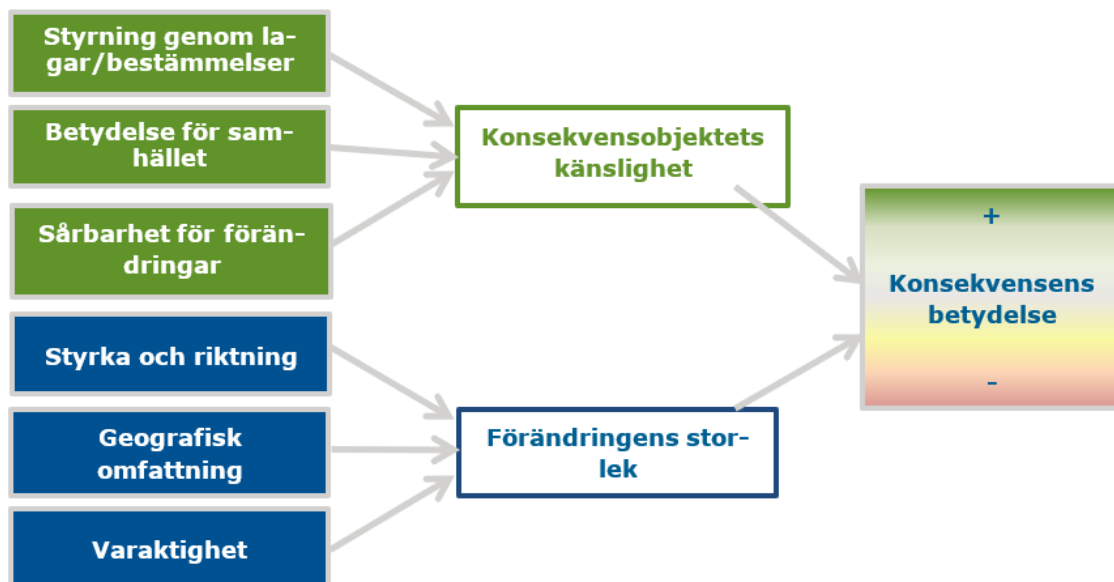 Styrning genom la-
gar/bestämmelser
Betydelse för sam-
hället
Sårbarhet för förän-
dringar
Styrka och riktning
Geografisk
omfattning
Varaktighet
Konsekvensobjektets
känslighet
Förändringens stor-
lek
+
Konsekvensens
betydelse
-